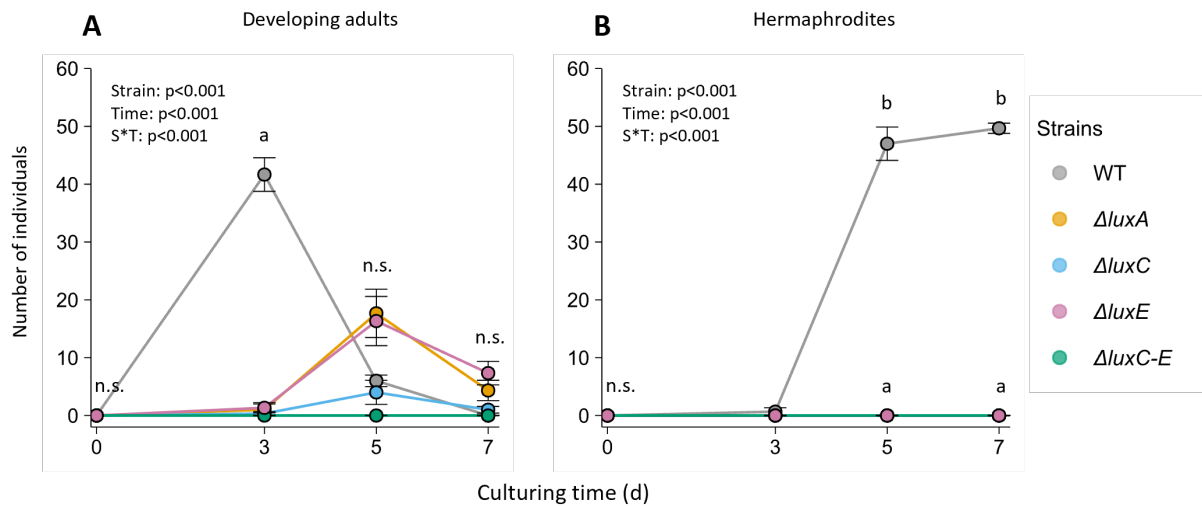 A
Developing adults
B
Hermaphrodites
Number of individuals
60
50
40
30
20
10
0
Strain: p<0.001
Time: p<0.001
S*T: p<0.001
a
n.s.
n.s.
n.s.
0
3
5
7
60
50
40
30
20
10
0
Strain: p<0.001
Time: p<0.001
S*T: p<0.001
b
b
n.s.
a
a
0
3
5
7
Culturing time (d)
Strains
WT
ΔluxA
ΔluxC
ΔluxE
ΔluxC-E